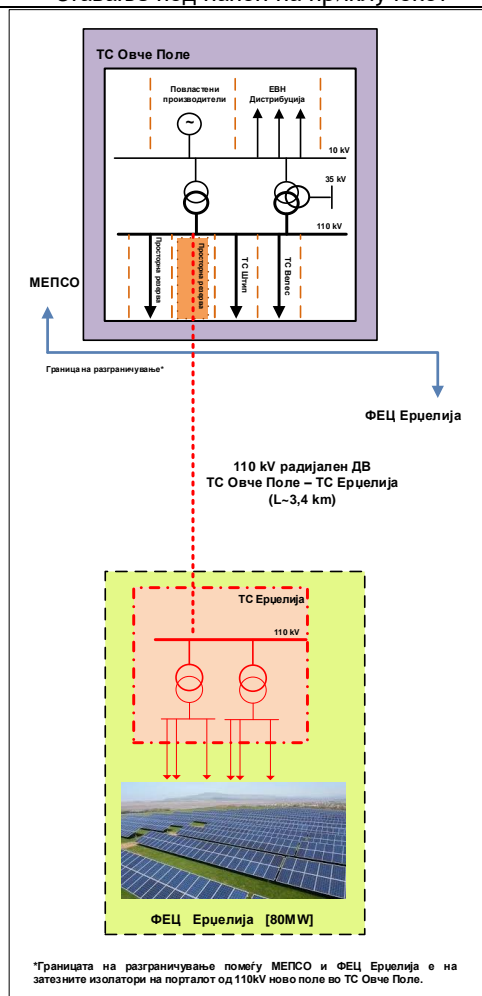 ТС Овче Поле
Повластени
производители
ЕВН
Дистрибуција
~
10 kV
35 kV
110 kV
Просторна резерва
Просторна резерва
ТС Штип
ТС Велес
МЕПСО
Граница на разграничување*
ФЕЦ Ерџелија
110 kV радијален ДВ
ТС Овче Поле – ТС Ерџелија
(L~3,4 km)
ТС Ерџелија
110 kV
ФЕЦ Ерџелија [80MW]
*Границата на разграничување помеѓу МЕПСО и ФЕЦ Ерџелија е на
затезните изолатори на порталот од 110kV ново поле во ТС Овче Поле.